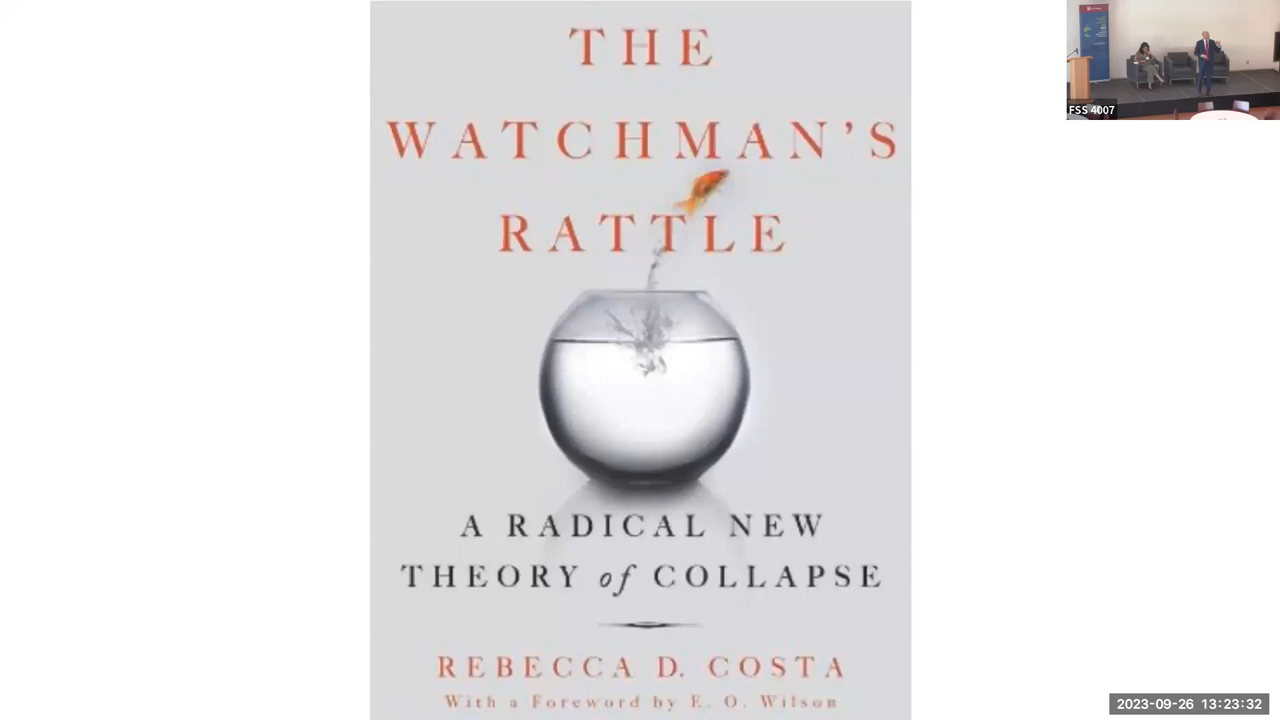 THE
WATCHMAN'S
RATTLE
A RADICAL NEW
THEORY of COLLAPSE
REBECCA D. COSTA
With a Foreword by E. O. Wilson
FSS 4007
2023-09-26 13:23:32